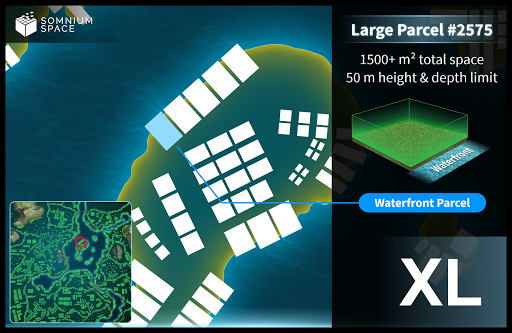 SOMNIUM
SPACE
Large Parcel #2575
1500+ m² total space
50 m height & depth limit
Waterfront
Waterfront Parcel
XL